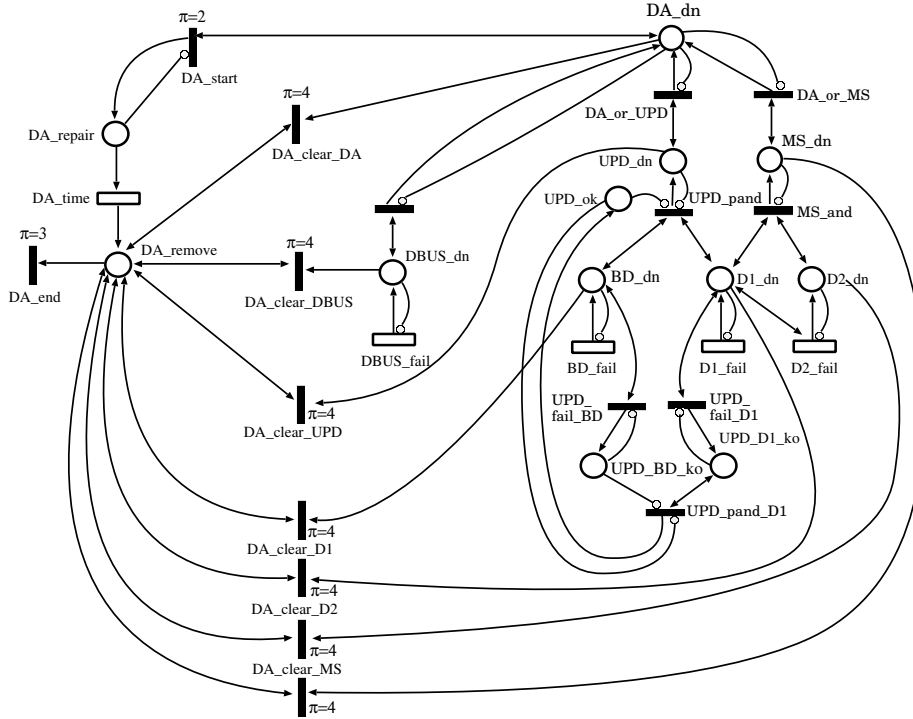 DA_dn
π=2
DA_start
DA_or_UPD
DA_or_MS
π=4
DA_repair
DA_clear_DA
MS_dn
UPD_dn
DA_time
UPD_ok
UPD_pand
MS_and
π=3
DA_remove
π=4
DBUS_dn
BD_dn
D1_dn
D2_dn
DA_end
DA_clear_DBUS
DBUS_fail
BD_fail
D1_fail
D2_fail
UPD_
fail_BD
UPD_
fail_D1
π=4
DA_clear_UPD
UPD_D1_ko
UPD_BD_ko
UPD_pand_D1
π=4
DA_clear_D1
π=4
DA_clear_D2
π=4
DA_clear_MS
π=4